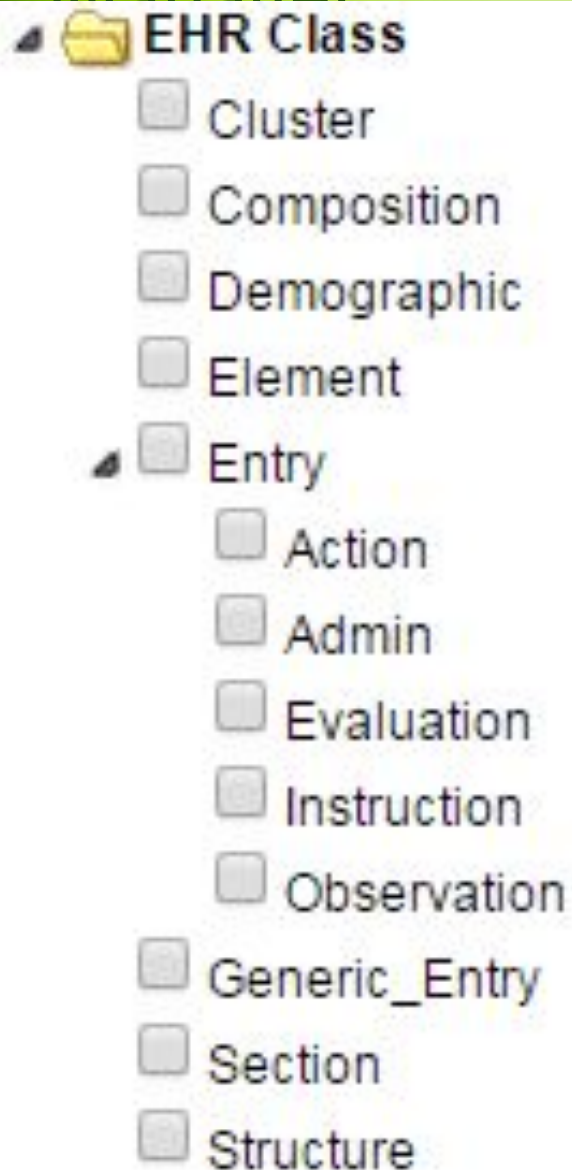 EHR Class
Cluster
Composition
Demographic
Element
Entry
Action
Admin
Evaluation
Instruction
Observation
Generic_Entry
Section
Structure